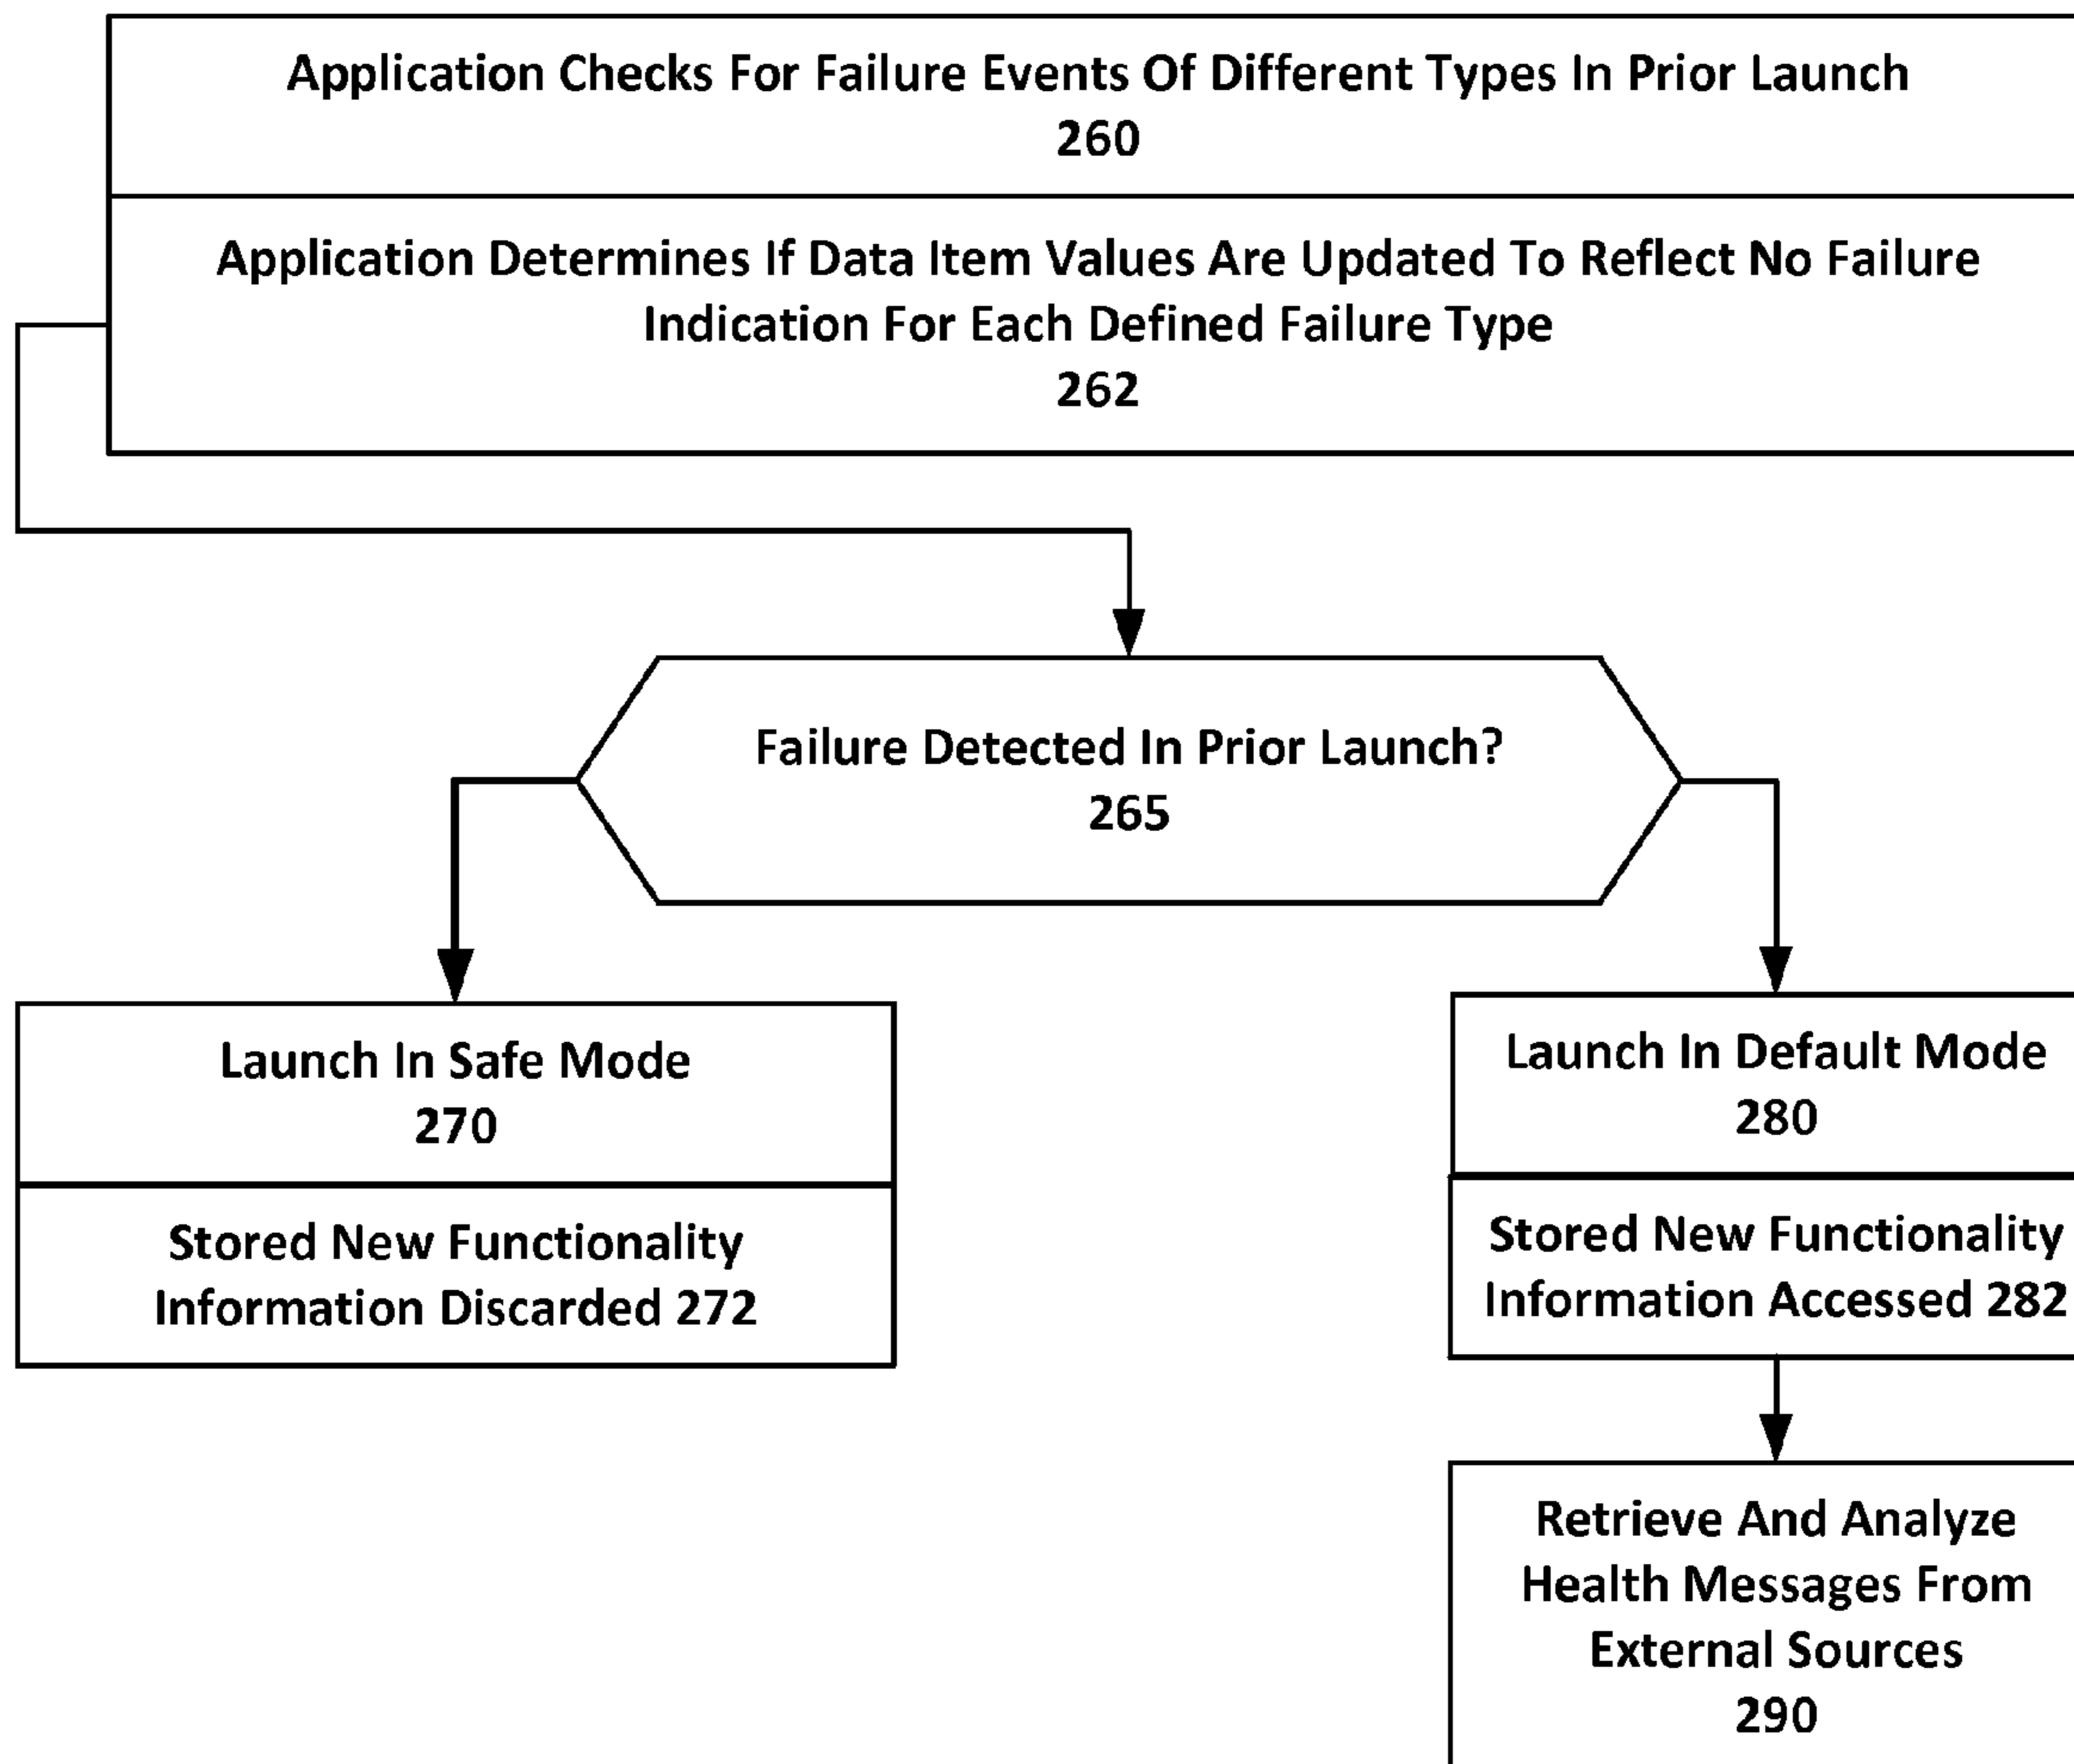 Application Checks For Failure Events Of Different Types In Prior Launch
260
Application Determines If Data Item Values Are Updated To Reflect No Failure
Indication For Each Defined Failure Type
262
Failure Detected In Prior Launch?
265
Launch In Safe Mode
270
Stored New Functionality
Information Discarded 272
Launch In Default Mode
280
Stored New Functionality
Information Accessed 282
Retrieve And Analyze
Health Messages From
External Sources
290